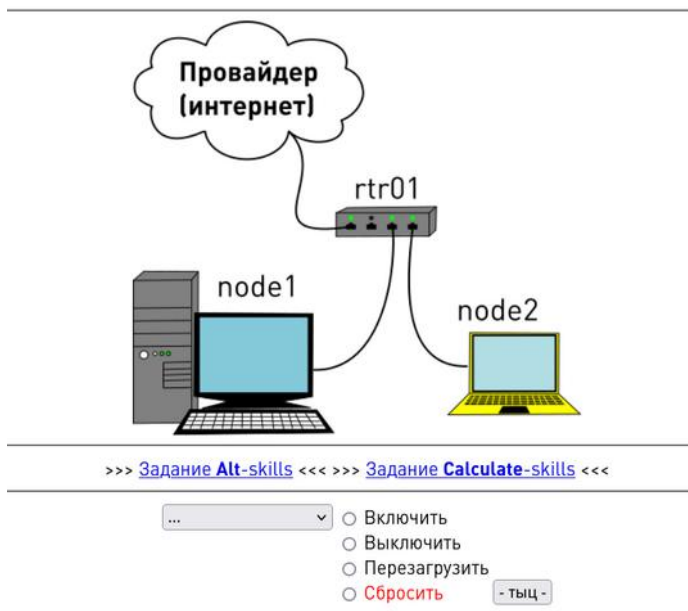 Провайдер
(интернет)
rtr01
node1
node2
>>> Задание Alt-skills <<< >>> Задание Calculate-skills <<<
...
Включить
Выключить
Перезагрузить
Сбросить
- тыц -